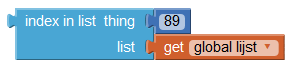 index in list thing 89
list get global lijst